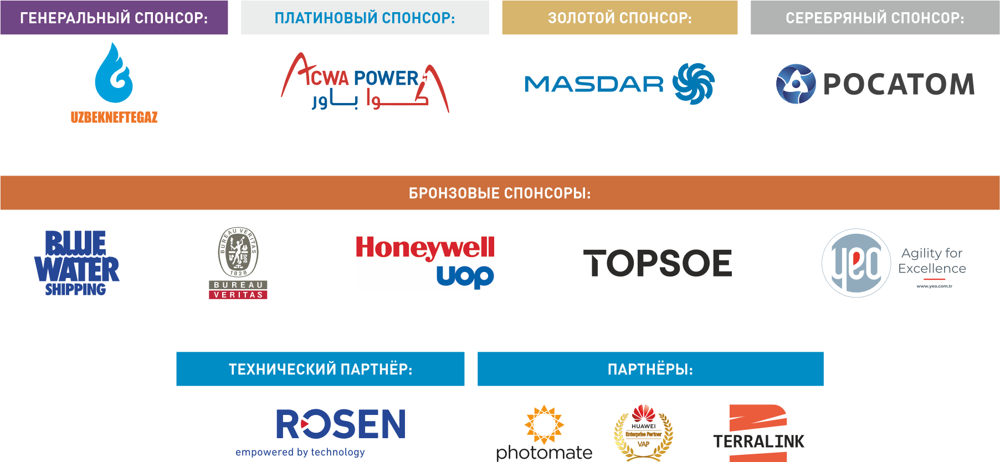 ГЕНЕРАЛЬНЫЙ СПОНСОР:
ПЛАТИНОВЫЙ СПОНСОР:
ЗОЛОТОЙ СПОНСОР:
СЕРЕБРЯНЫЙ СПОНСОР:
UZBEKNEFTEGAZ
ACWA POWER
أكوا باور
MASDAR
РОСАТОМ
БРОНЗОВЫЕ СПОНСОРЫ:
BLUE
WATER
SHIPPING
BUREAU VERITAS
1828
BUREAU
VERITAS
Honeywell
uop
TOPSOE
yeo
Agility for
Excellence
www.yeo.com.tr
ТЕХНИЧЕСКИЙ ПАРТНЁР:
ПАРТНЁРЫ:
ROSEN
empowered by technology
photomate
HUAWEI
Enterprise Partner
VAP
TERRALINK